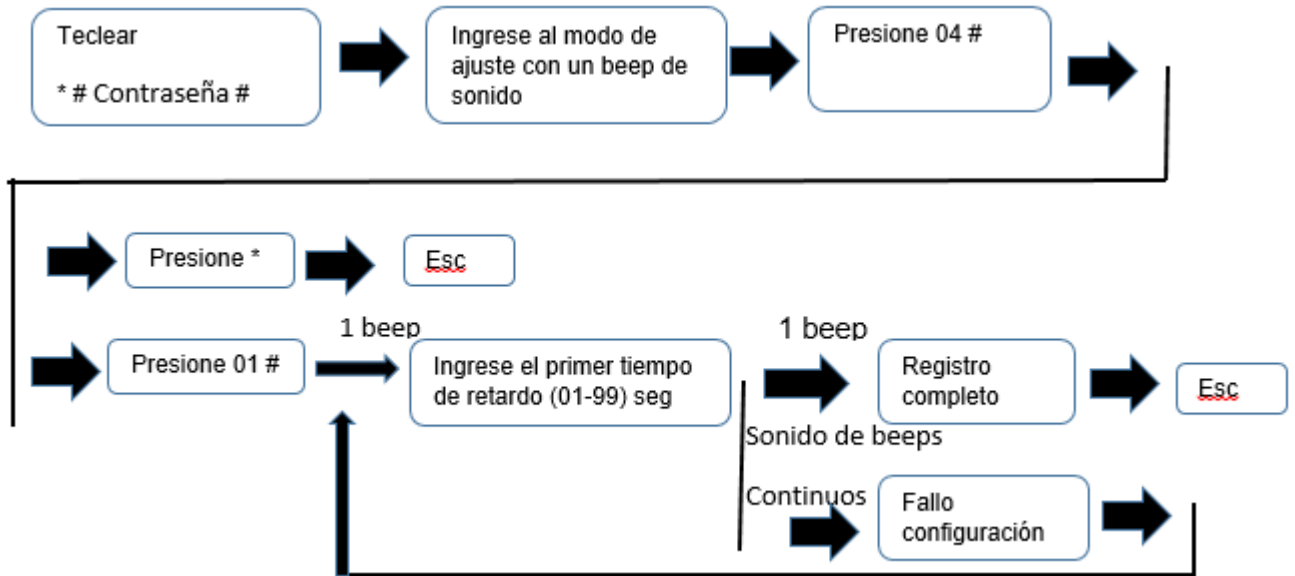 Teclear
* # Contraseña #
Ingrese al modo de
ajuste con un beep de
sonido
Presione 04 #
Presione *
Esc
Presione 01 #
1 beep
Ingrese el primer tiempo
de retardo (01-99) seg
1 beep
Registro
completo
Esc
Sonido de beeps
Continuos
Fallo
configuración